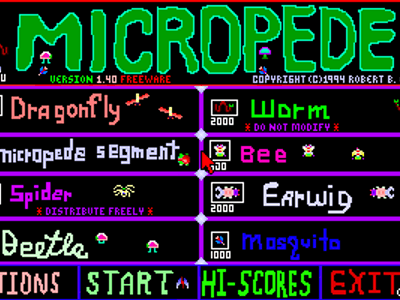 MICROPEDE
VERSION 1.40 FREEWARE
COPYRIGHT (C)1994 ROBERT B.
Dragonfly
Worm
2000
* DO NOT MODIFY *
micropede segment
Bee
Spider
* DISTRIBUTE FREELY *
Earwig
2000
Beetle
Mosquito
1000
TIONS
START
HI-SCORES
EXIT